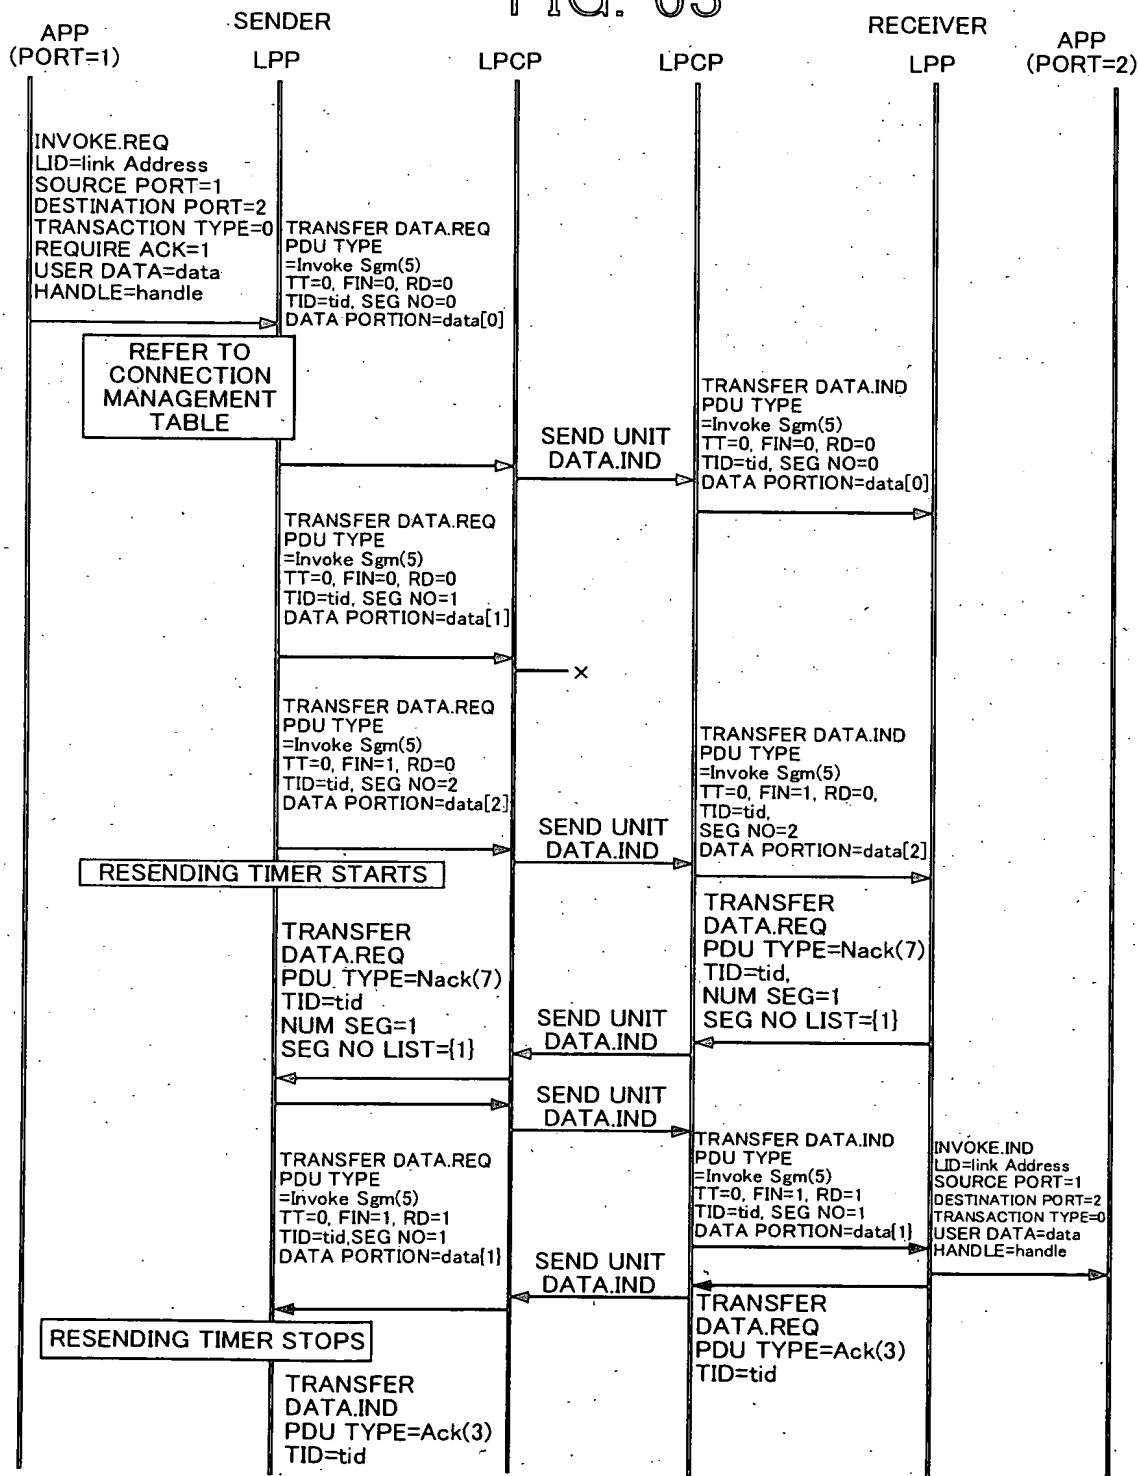 FIG. 63
SENDER
RECEIVER
APP
(PORT=1)
LPP
LPCP
LPCP
LPP
APP
(PORT=2)
INVOKE.REQ
LID=link Address
SOURCE PORT=1
DESTINATION PORT=2
TRANSACTION TYPE=0
REQUIRE ACK=1
USER DATA=data
HANDLE=handle
TRANSFER DATA.REQ
PDU TYPE
=Invoke Sgm(5)
TT=0, FIN=0, RD=0
TID=tid, SEG NO=0
DATA PORTION=data[0]
REFER TO
CONNECTION
MANAGEMENT
TABLE
SEND UNIT
DATA.IND
TRANSFER DATA.IND
PDU TYPE
=Invoke Sgm(5)
TT=0, FIN=0, RD=0
TID=tid, SEG NO=0
DATA PORTION=data[0]
TRANSFER DATA.REQ
PDU TYPE
=Invoke Sgm(5)
TT=0, FIN=0, RD=0
TID=tid, SEG NO=1
DATA PORTION=data[1]
×
TRANSFER DATA.REQ
PDU TYPE
=Invoke Sgm(5)
TT=0, FIN=1, RD=0
TID=tid, SEG NO=2
DATA PORTION=data[2]
SEND UNIT
DATA.IND
TRANSFER DATA.IND
PDU TYPE
=Invoke Sgm(5)
TT=0, FIN=1, RD=0,
TID=tid,
SEG NO=2
DATA PORTION=data[2]
RESENDING TIMER STARTS
TRANSFER
DATA.REQ
PDU TYPE=Nack(7)
TID=tid
NUM SEG=1
SEG NO LIST={1}
SEND UNIT
DATA.IND
TRANSFER
DATA.REQ
PDU TYPE=Nack(7)
TID=tid,
NUM SEG=1
SEG NO LIST={1}
SEND UNIT
DATA.IND
TRANSFER DATA.REQ
PDU TYPE
=Invoke Sgm(5)
TT=0, FIN=1, RD=1
TID=tid,SEG NO=1
DATA PORTION=data{1}
TRANSFER DATA.IND
PDU TYPE
=Invoke Sgm(5)
TT=0, FIN=1, RD=1
TID=tid, SEG NO=1
DATA PORTION=data{1}
INVOKE.IND
LID=link Address
SOURCE PORT=1
DESTINATION PORT=2
TRANSACTION TYPE=0
USER DATA=data
HANDLE=handle
SEND UNIT
DATA.IND
TRANSFER
DATA.REQ
PDU TYPE=Ack(3)
TID=tid
RESENDING TIMER STOPS
TRANSFER
DATA.IND
PDU TYPE=Ack(3)
TID=tid